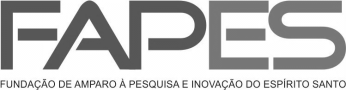 FAPES
FUNDAÇÃO DE AMPARO À PESQUISA E INOVAÇÃO DO ESPÍRITO SANTO